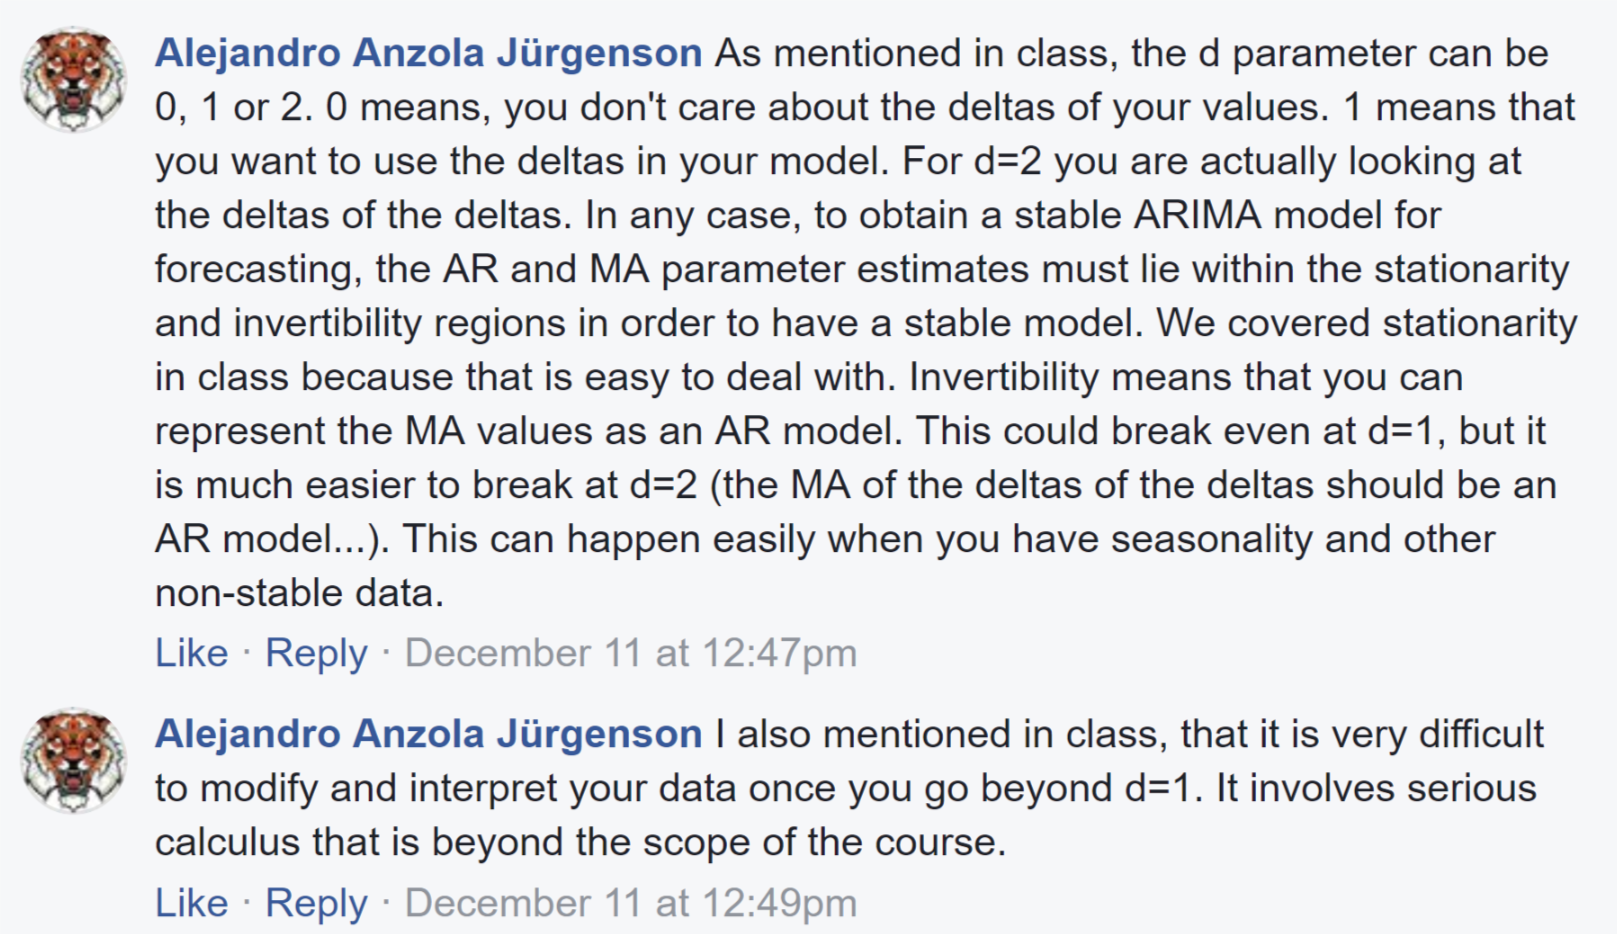 Alejandro Anzola Jürgenson As mentioned in class, the d parameter can be
0, 1 or 2. 0 means, you don't care about the deltas of your values. 1 means that
you want to use the deltas in your model. For d=2 you are actually looking at
the deltas of the deltas. In any case, to obtain a stable ARIMA model for
forecasting, the AR and MA parameter estimates must lie within the stationarity
and invertibility regions in order to have a stable model. We covered stationarity
in class because that is easy to deal with. Invertibility means that you can
represent the MA values as an AR model. This could break even at d=1, but it
is much easier to break at d=2 (the MA of the deltas of the deltas should be an
AR model...). This can happen easily when you have seasonality and other
non-stable data.
Like · Reply · December 11 at 12:47pm
Alejandro Anzola Jürgenson I also mentioned in class, that it is very difficult
to modify and interpret your data once you go beyond d=1. It involves serious
calculus that is beyond the scope of the course.
Like · Reply · December 11 at 12:49pm